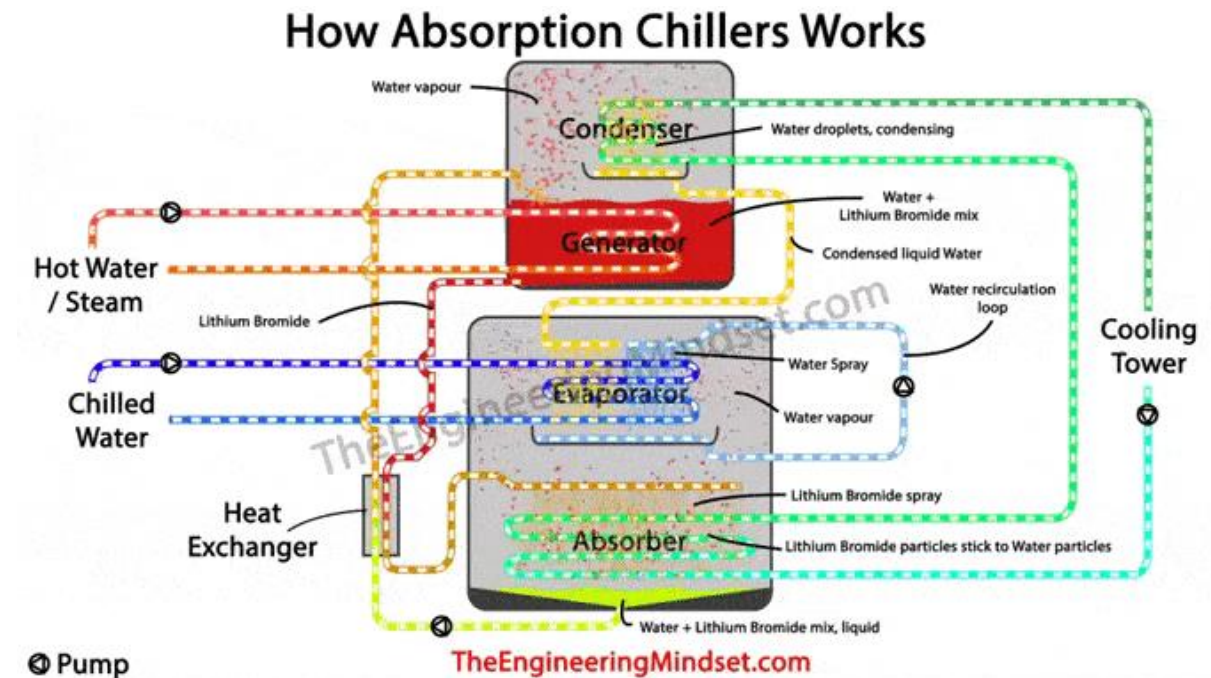 How Absorption Chillers Works
Water vapour
Condenser
Water droplets, condensing
Water +
Lithium Bromide mix
Generator
Condensed liquid Water
Hot Water
/ Steam
Lithium Bromide
Water recirculation
loop
Cooling
Tower
Water Spray
Evaporator
Water vapour
Chilled
Water
TheEngineeringMindset.com
Lithium Bromide spray
Heat
Exchanger
Absorber
Lithium Bromide particles stick to Water particles
Water + Lithium Bromide mix, liquid
Pump
TheEngineeringMindset.com